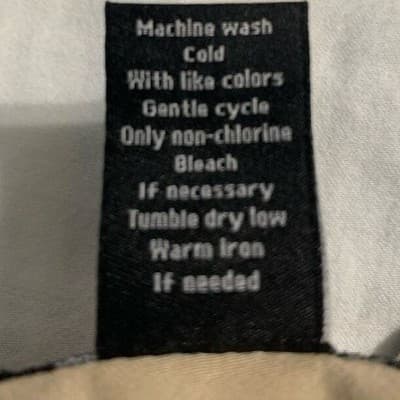 Machine wash
Cold
With like colors
Gentle cycle
Only non-chlorine
Bleach
If necessary
Tumble dry low
Warm Iron
If needed